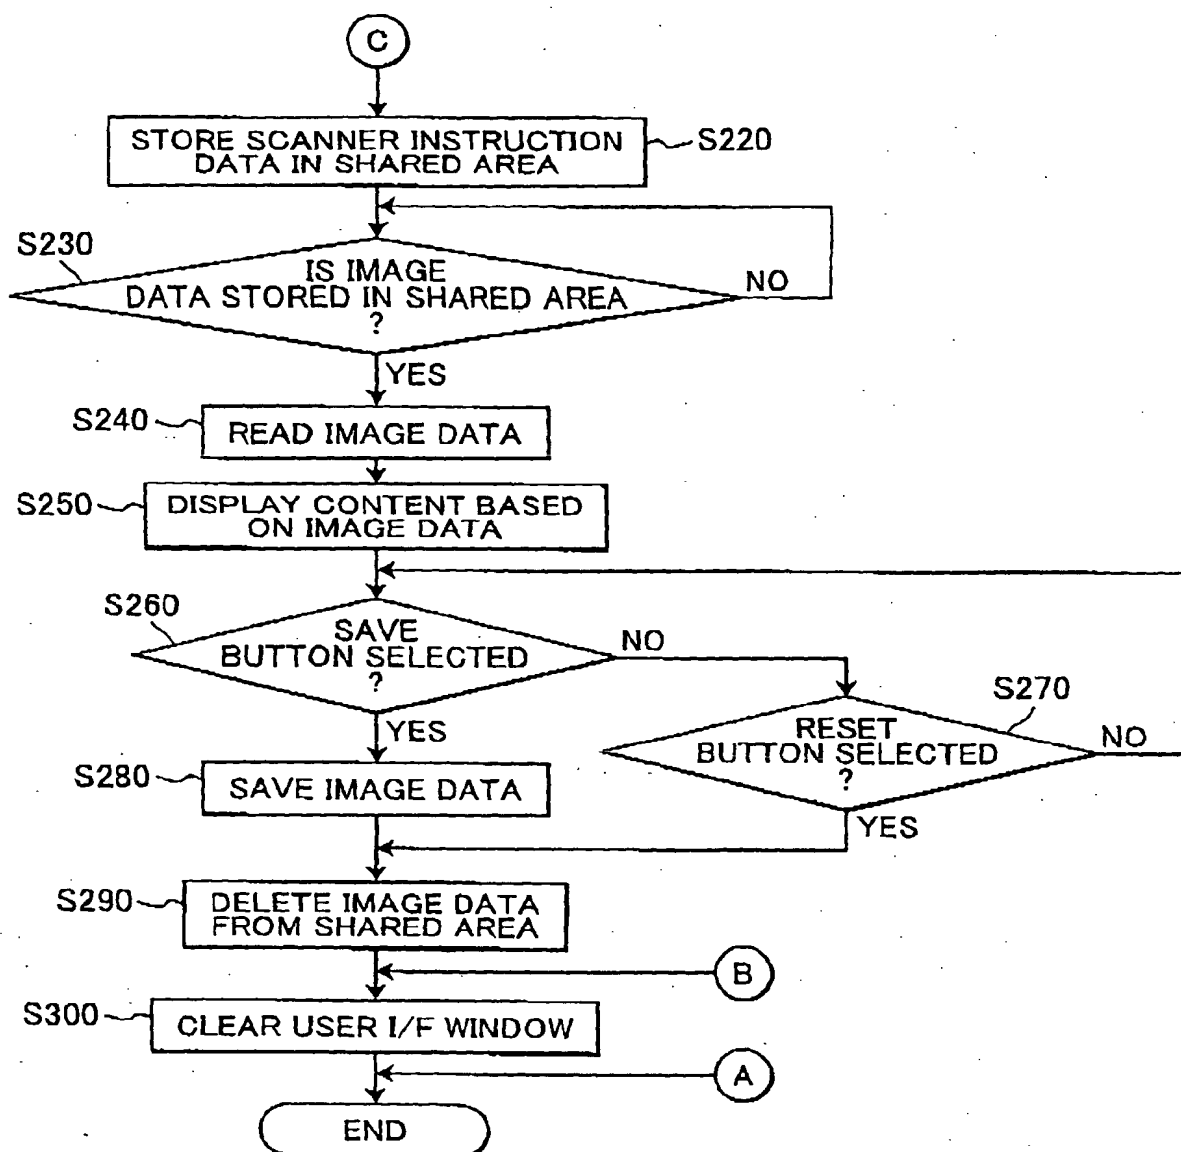 C
STORE SCANNER INSTRUCTION
DATA IN SHARED AREA
S220
S230
IS IMAGE
DATA STORED IN SHARED AREA
?
NO
YES
S240
READ IMAGE DATA
S250
DISPLAY CONTENT BASED
ON IMAGE DATA
S260
SAVE
BUTTON SELECTED
?
NO
S270
RESET
BUTTON SELECTED
?
NO
YES
YES
S280
SAVE IMAGE DATA
S290
DELETE IMAGE DATA
FROM SHARED AREA
B
S300
CLEAR USER I/F WINDOW
A
END